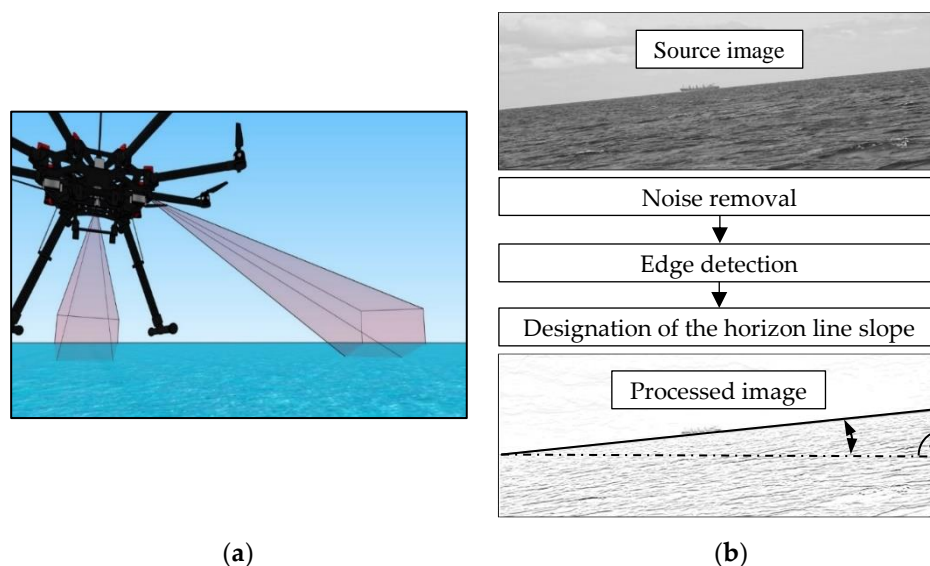 Source image
Noise removal
Edge detection
Designation of the horizon line slope
Processed image
(a)
(b)